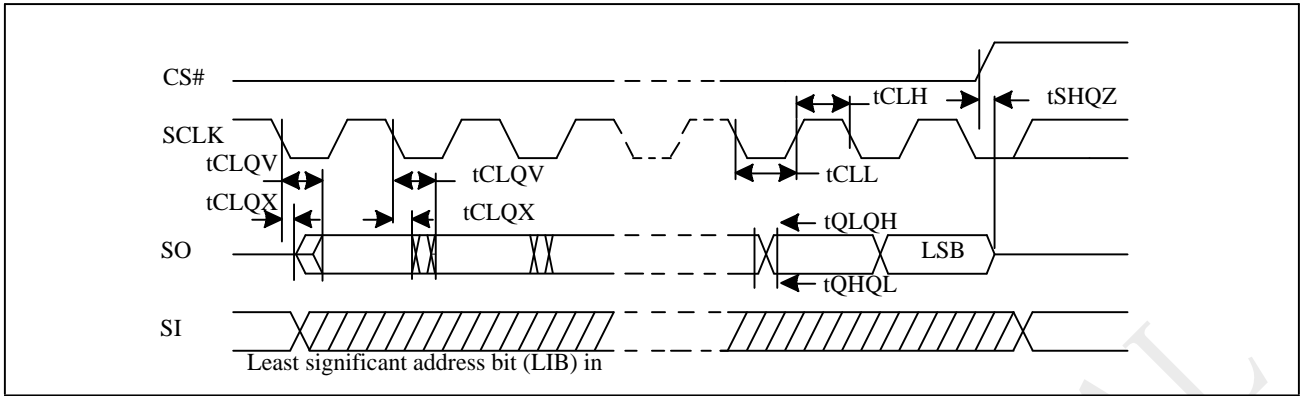 CS#
tCLH
tSHQZ
SCLK
tCLQV
tCLQV
tCLL
tCLQX
tCLQX
tQLQH
SO
LSB
tQHQL
SI
Least significant address bit (LIB) in